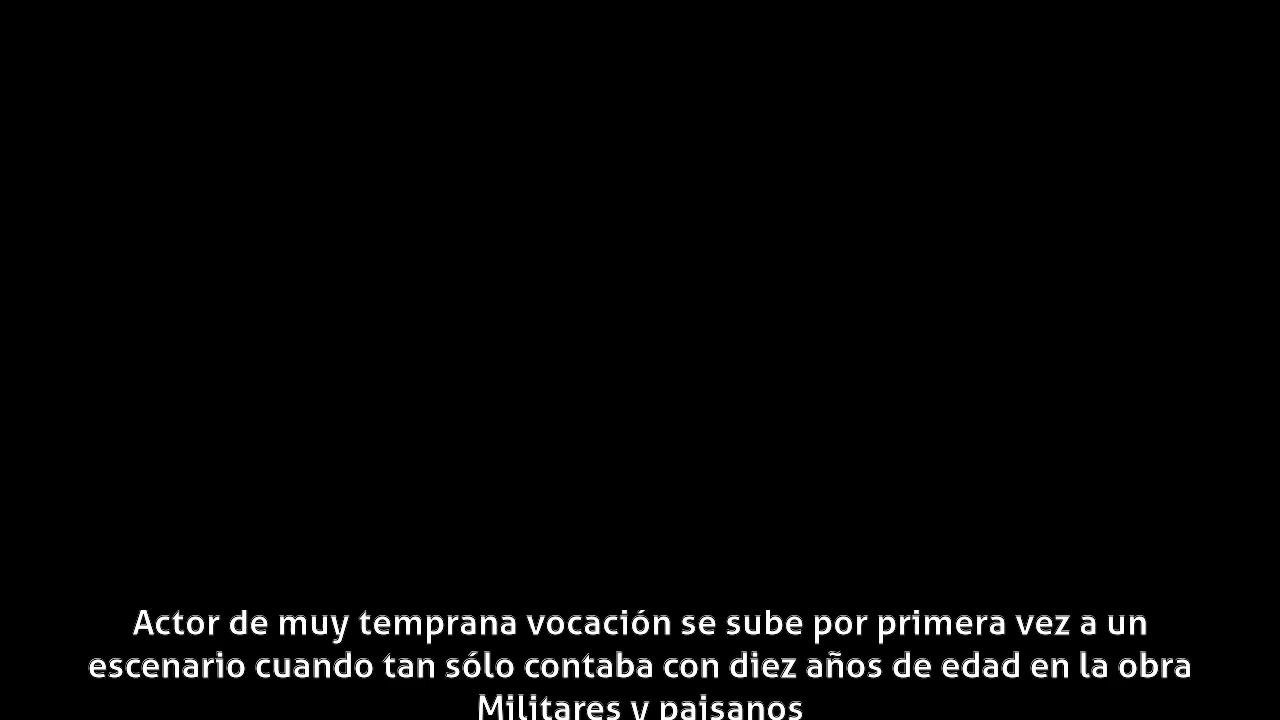 Actor de muy temprana vocación se sube por primera vez a un
escenario cuando tan sólo contaba con diez años de edad en la obra
Militares y paisanos